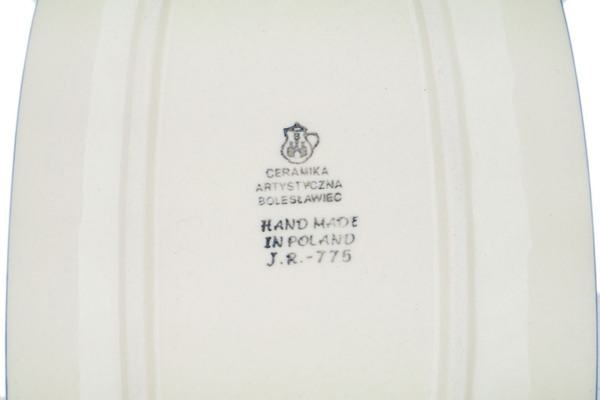 CERAMIKA
ARTYSTYCZNA
BOLESŁAWIEC
HAND MADE
IN POLAND
J.R.-775